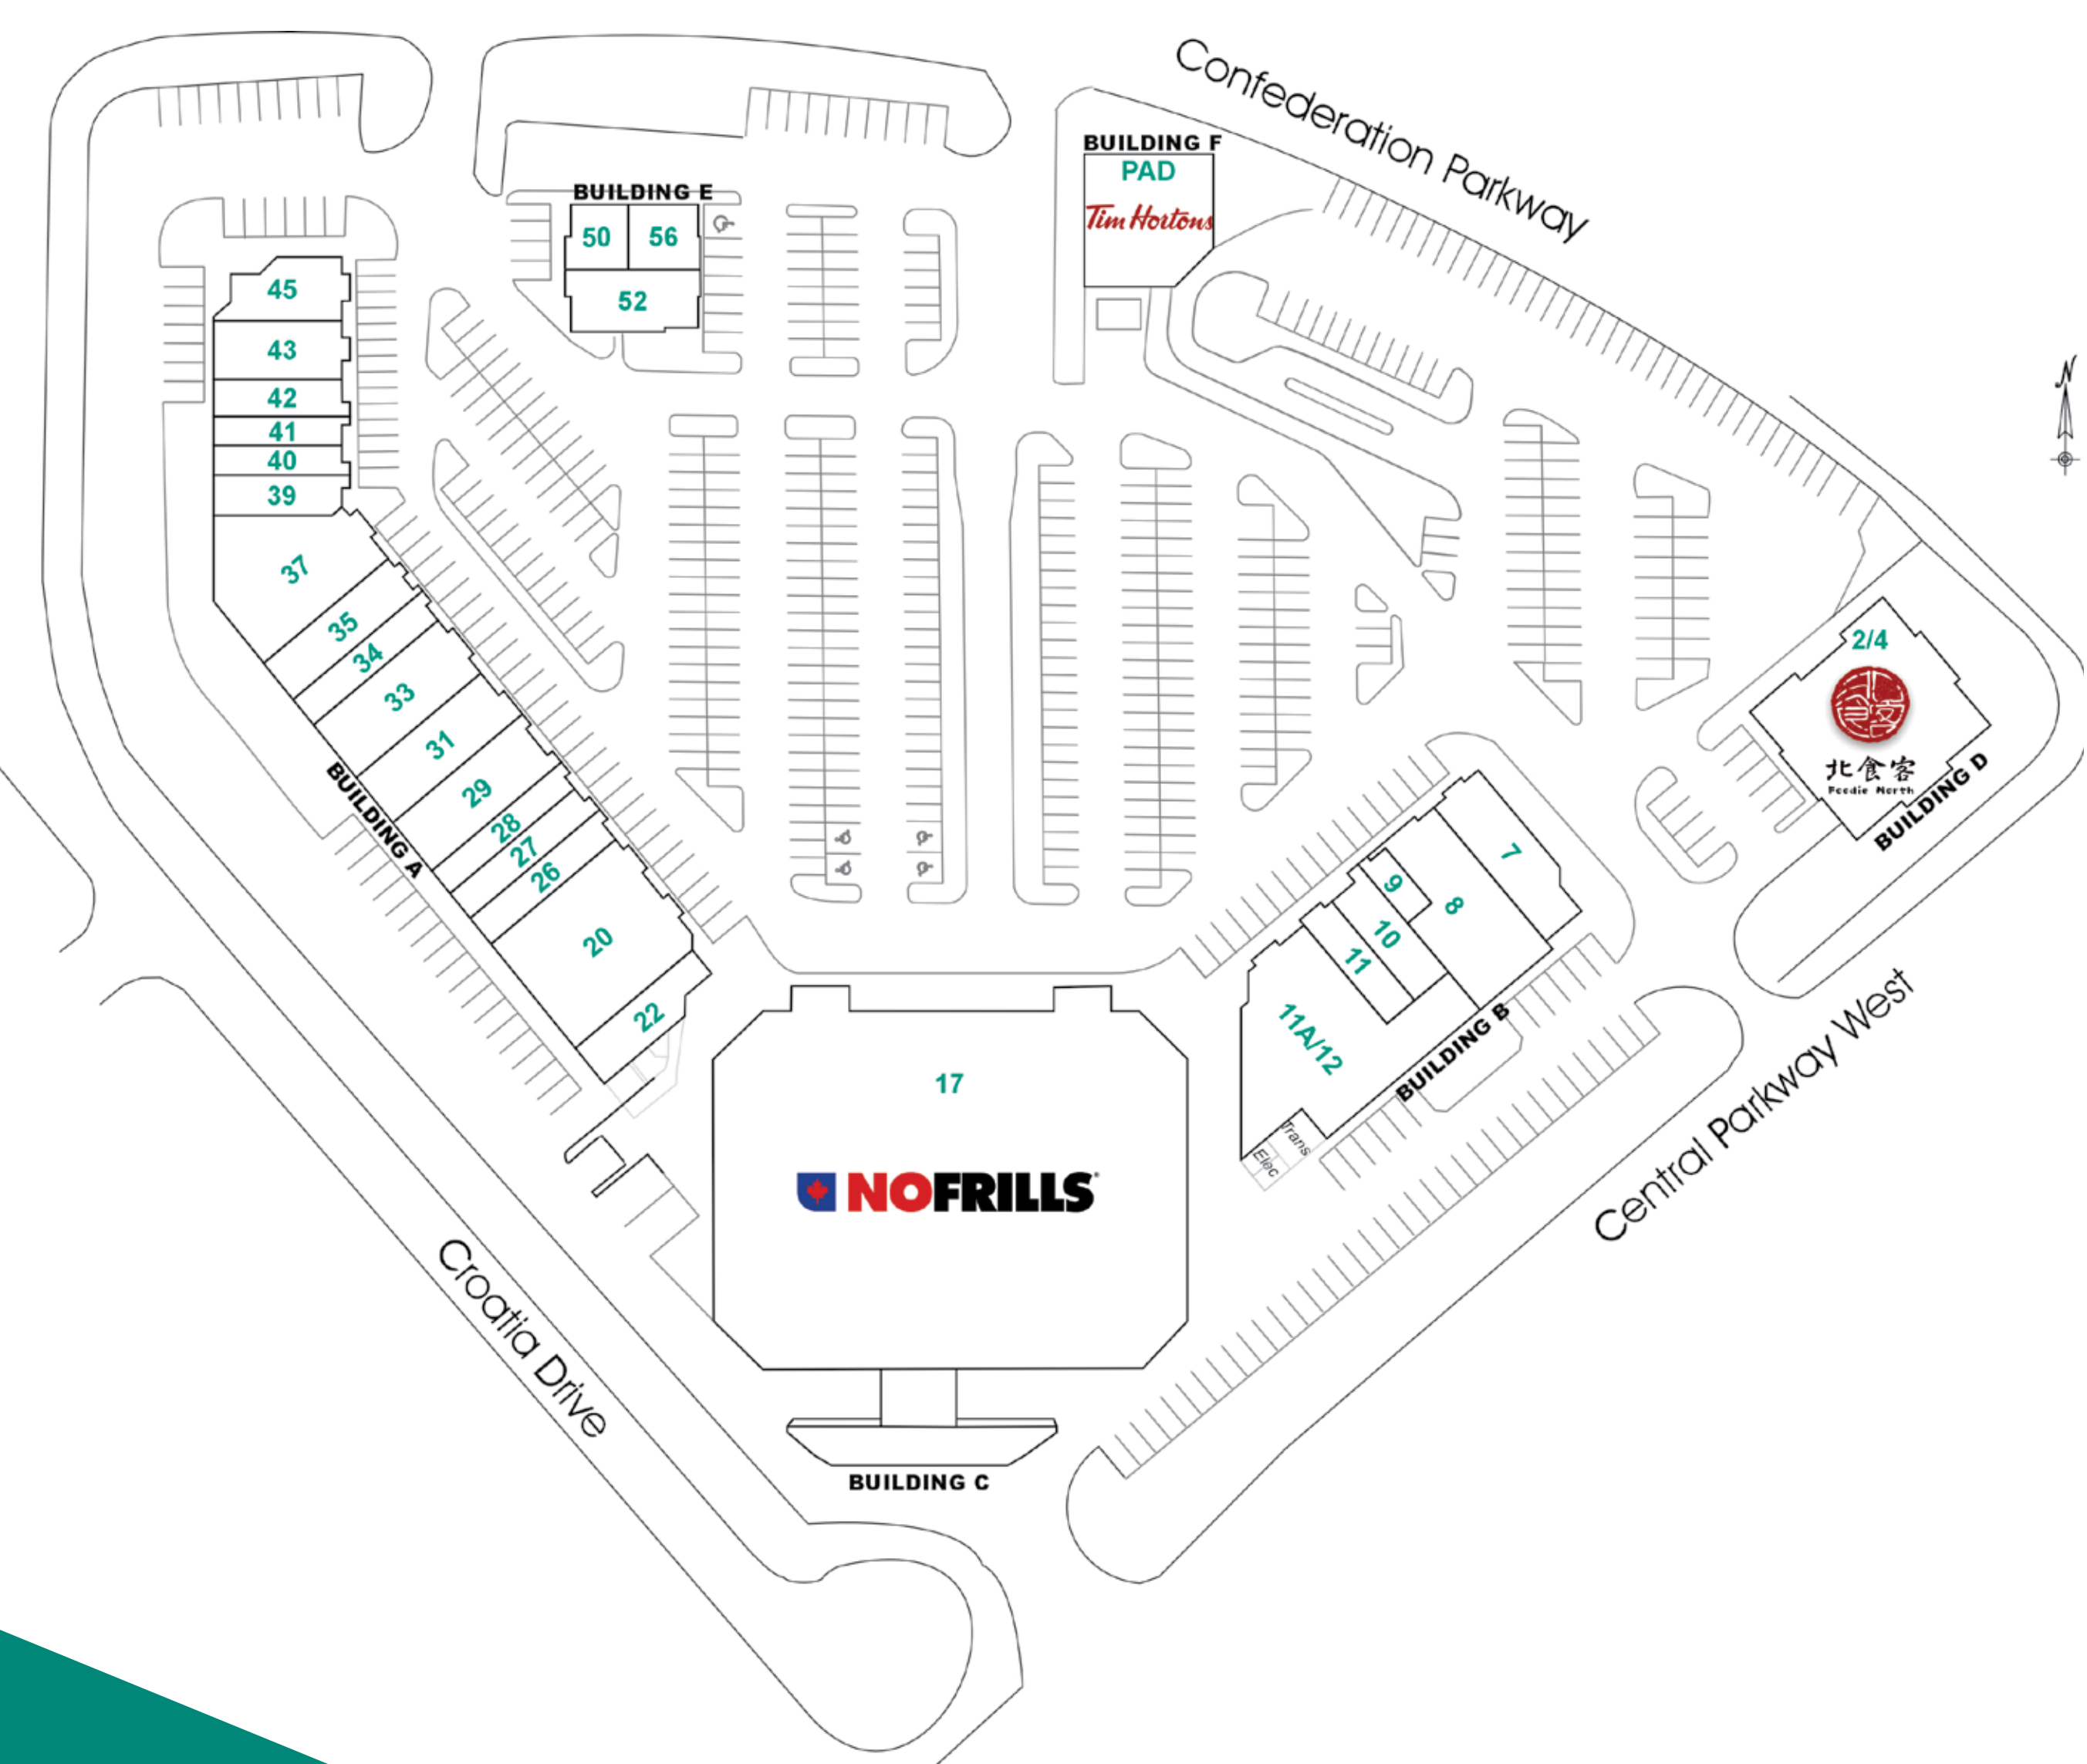 Confederation Parkway
BUILDING F
PAD
Tim Hortons
BUILDING E
50
56
52
N
45
43
42
41
40
39
37
35
34
33
31
29
28
27
26
20
22
BUILDING A
2/4
北食客
Foodie North
BUILDING D
7
8
9
10
11
11A/12
BUILDING B
Trans
Elec
Central Parkway West
17
NOFRILLS
BUILDING C
Croatia Drive